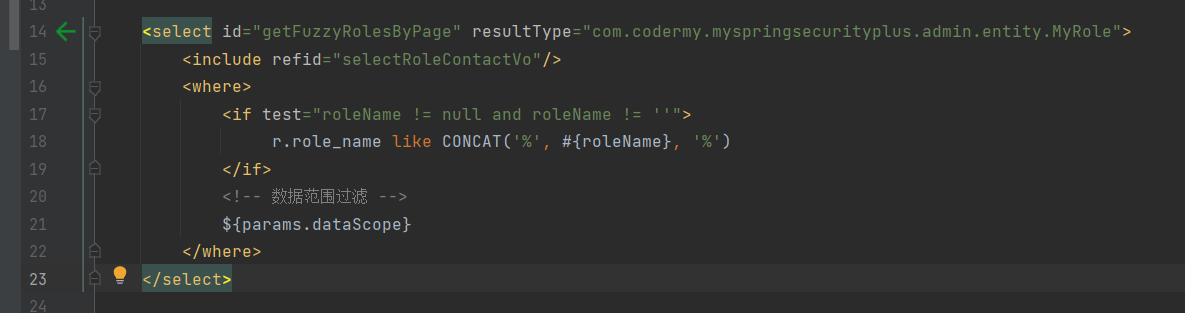 13
14 <select id="getFuzzyRolesByPage" resultType="com.codermy.myspringsecurityplus.admin.entity.MyRole">
15 <include refid="selectRoleContactVo"/>
16 <where>
17 <if test="roleName != null and roleName != ''">
18 r.role_name like CONCAT('%', #{roleName}, '%')
19 </if>
20 <!-- 数据范围过滤 -->
21 ${params.dataScope}
22 </where>
23 </select>
24